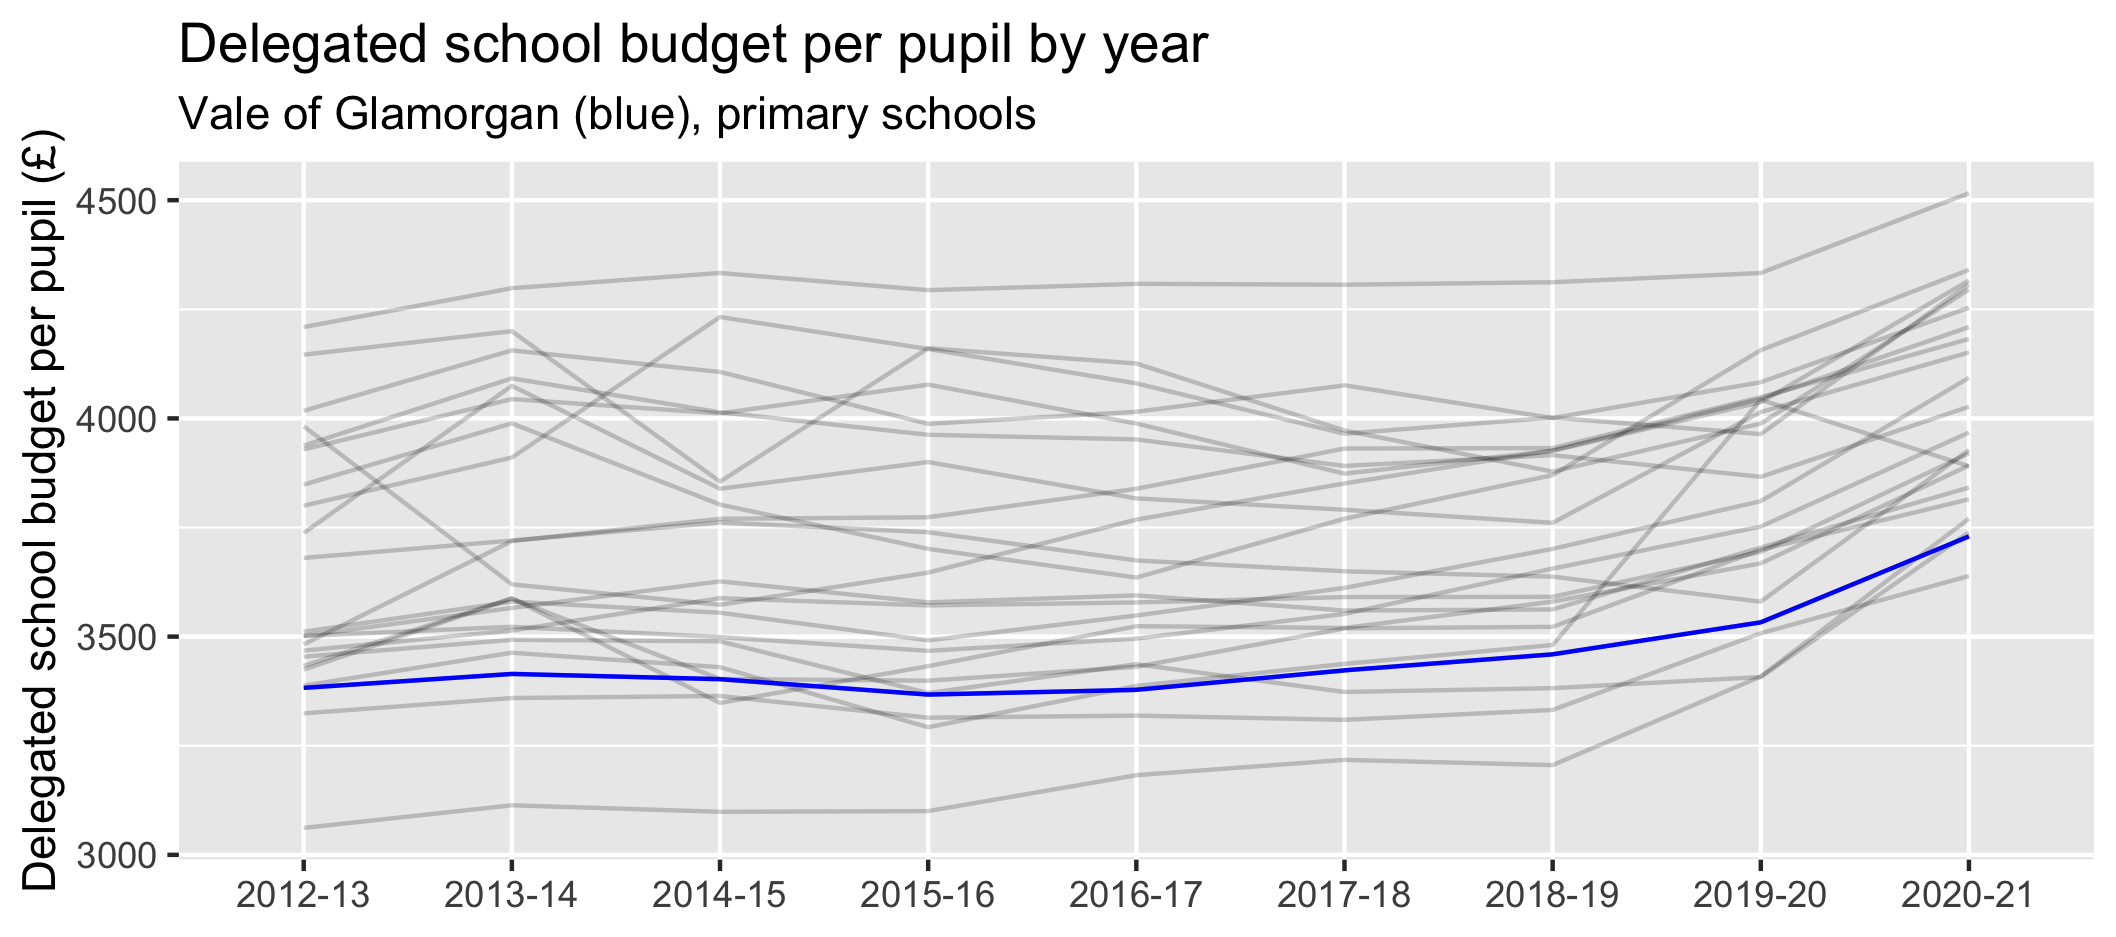 Delegated school budget per pupil by year
Vale of Glamorgan (blue), primary schools
Delegated school budget per pupil (£)
4500
4000
3500
3000
2012-13 2013-14 2014-15 2015-16 2016-17 2017-18 2018-19 2019-20 2020-21